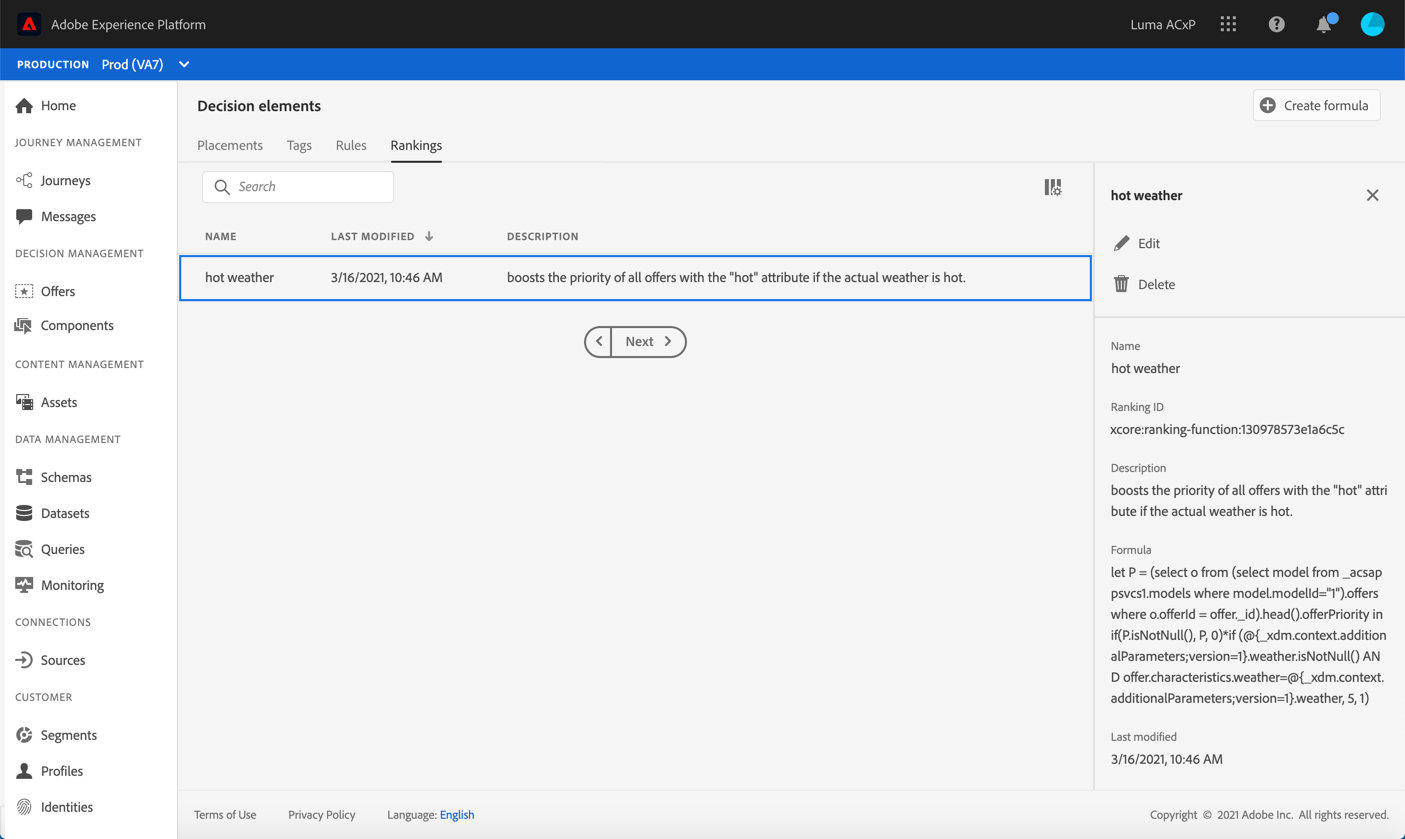 Adobe Experience Platform
Luma ACxP
PRODUCTION Prod (VA7)
Home
JOURNEY MANAGEMENT
Journeys
Messages
DECISION MANAGEMENT
Offers
Components
CONTENT MANAGEMENT
Assets
DATA MANAGEMENT
Schemas
Datasets
Queries
Monitoring
CONNECTIONS
Sources
CUSTOMER
Segments
Profiles
Identities
Decision elements
Create formula
Placements Tags Rules Rankings
Search
NAME LAST MODIFIED DESCRIPTION
hot weather 3/16/2021, 10:46 AM boosts the priority of all offers with the "hot" attribute if the actual weather is hot.
Next
hot weather
Edit
Delete
Name
hot weather
Ranking ID
xcore:ranking-function:130978573e1a6c5c
Description
boosts the priority of all offers with the "hot" attri
bute if the actual weather is hot.
Formula
let P = (select o from (select model from _acsap
psvcs1.models where model.modelId="1").offers
where o.offerId = offer._id).head().offerPriority in
if(P.isNotNull(), P, 0)*if (@{_xdm.context.addition
alParameters;version=1}.weather.isNotNull() AN
D offer.characteristics.weather=@{_xdm.context.
additionalParameters;version=1}.weather, 5, 1)
Last modified
3/16/2021, 10:46 AM
Terms of Use Privacy Policy Language: English
Copyright © 2021 Adobe Inc. All rights reserved.